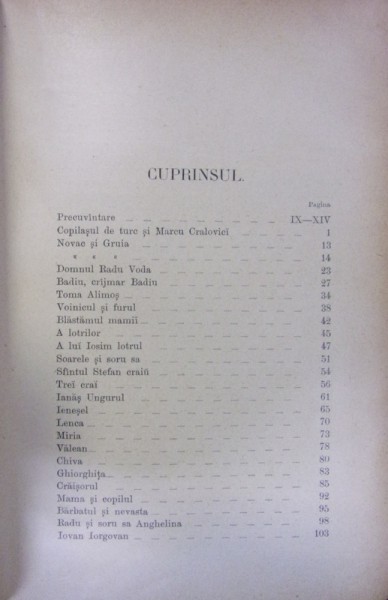 CUPRINSUL.
Pagina
Precuvîntare IX—XIV
Copilaşul de turc şi Marcu Cralovici 1
Novac şi Gruia 13
« « « 14
Domnul Radu Voda 23
Badiu, crîjmar Badiu 27
Toma Alimoş 34
Voinicul şi furul 38
Blăstămul mamii 42
A lotrilor 45
A lui Iosim lotrul 47
Soarele şi soru sa 51
Sfîntul Stefan craiŭ 54
Treĭ crai 56
Ianăş Ungurul 61
Ieneşel 65
Lenca 70
Miria 73
Vălean 78
Chiva 80
Ghiorghiţa 83
Crăişorul 85
Mama şi copilul 92
Bărbatul şi nevasta 95
Radu şi soru sa Anghelina 98
Iovan Iorgovan 103